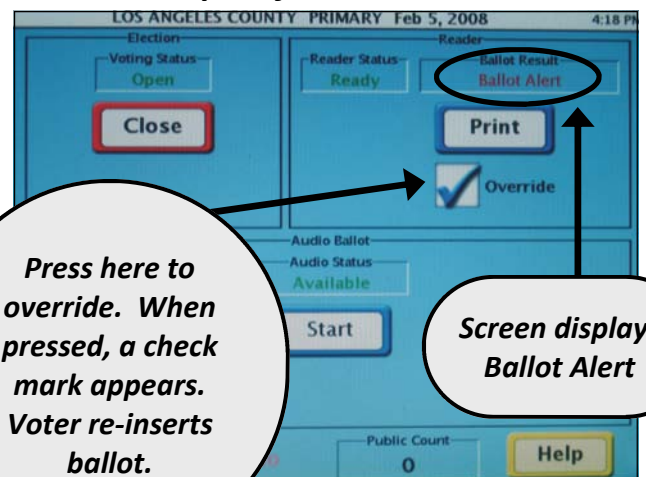 LOS ANGELES COUNTY PRIMARY Feb 5, 2008 4:18 PM
Election
Reader
Voting Status
Open
Reader Status
Ready
Ballot Result
Ballot Alert
Close
Print
Override
Audio Ballot
Audio Status
Available
Start
Press here to
override. When
pressed, a check
mark appears.
Voter re-inserts
ballot.
Screen display
Ballot Alert
Public Count
0
Help